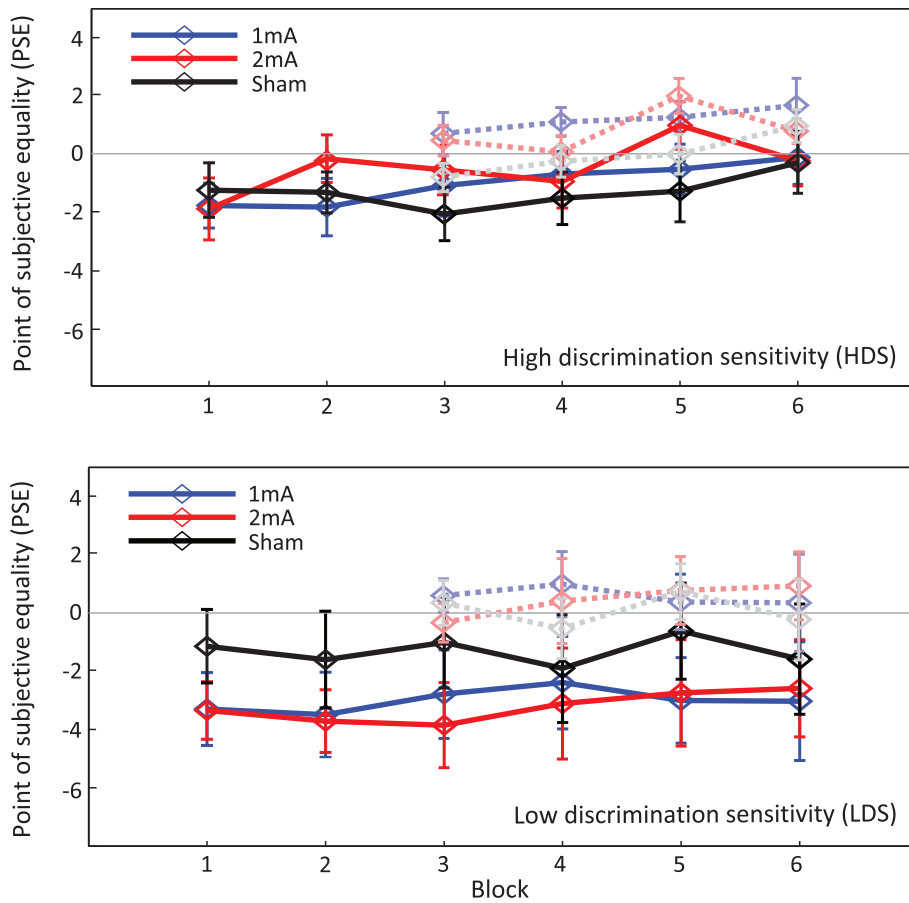 Point of subjective equality (PSE)
4
2
0
-2
-4
-6
1mA
2mA
Sham
High discrimination sensitivity (HDS)
1 2 3 4 5 6
Point of subjective equality (PSE)
4
2
0
-2
-4
-6
1mA
2mA
Sham
Low discrimination sensitivity (LDS)
1 2 3 4 5 6
Block